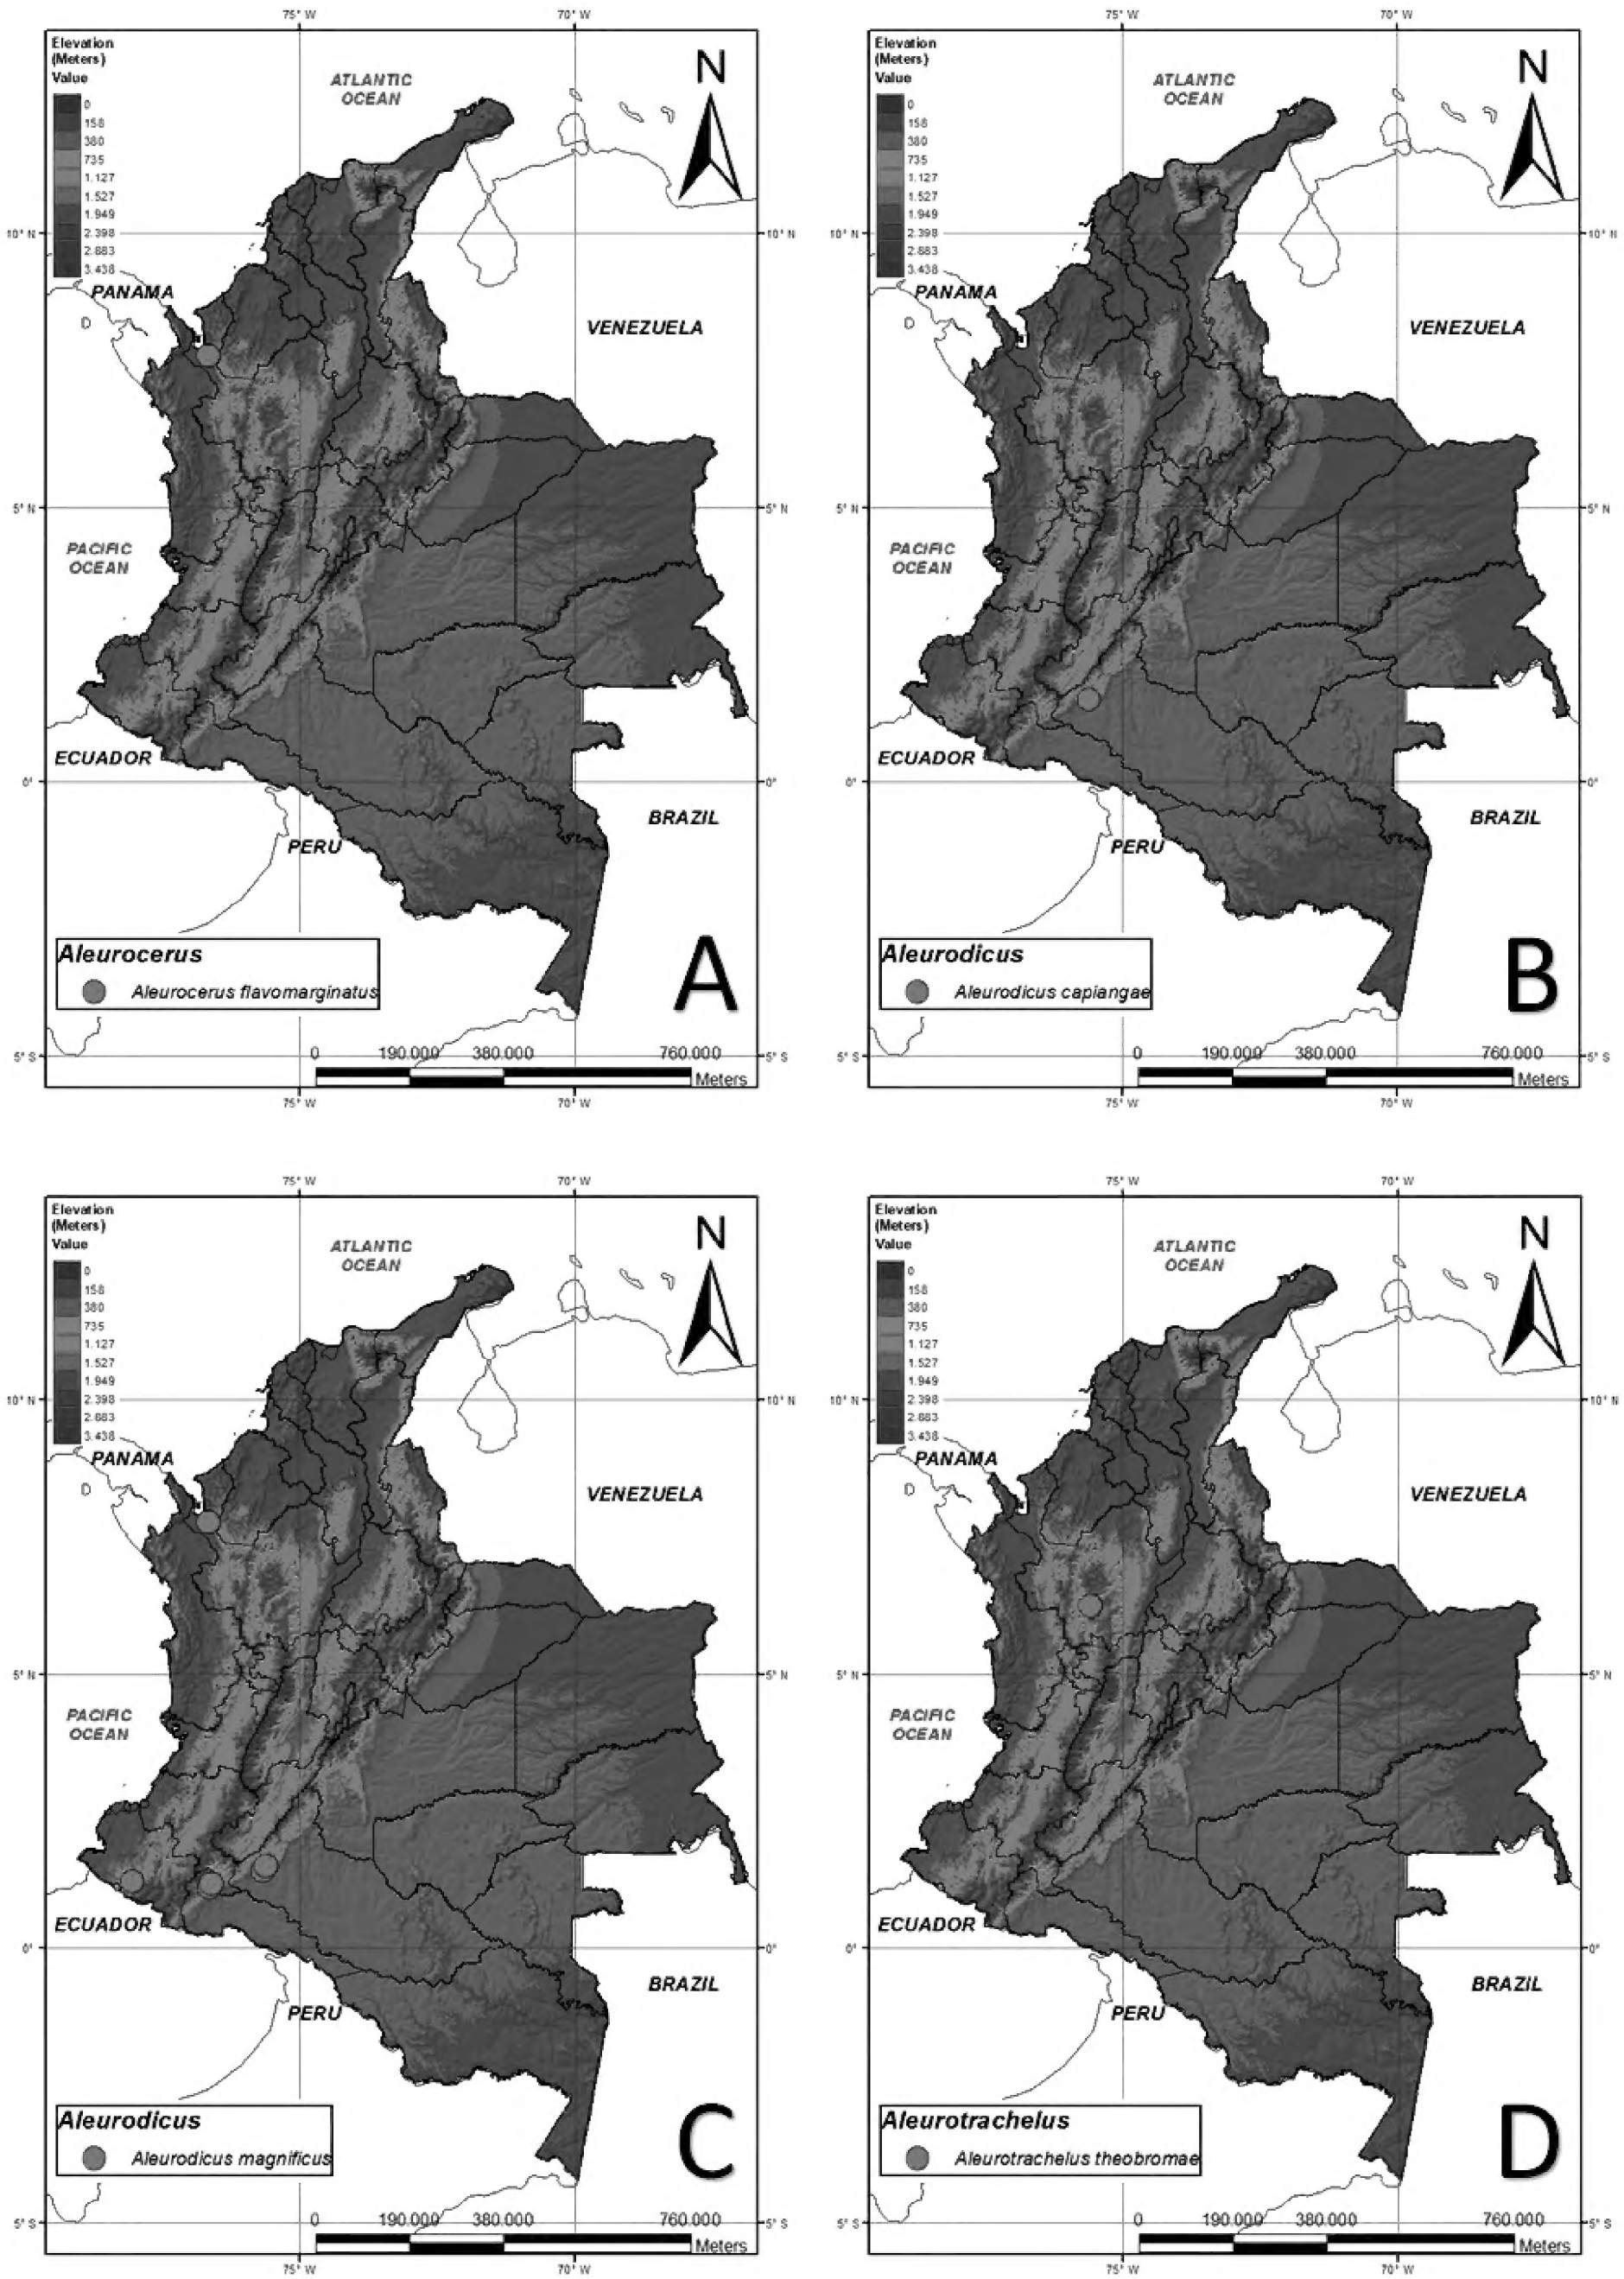 75° W 70° W
Elevation
(Meters)
Value
0
158
380
735
1.127
1.527
1.949
2.398
2.883
3.438
ATLANTIC
OCEAN
N
10° N 10° N
PANAMA
VENEZUELA
5° N 5° N
PACIFIC
OCEAN
ECUADOR
0° 0°
BRAZIL
PERU
Aleurocerus
Aleurocerus flavomarginatus
A
5° S 5° S
0 190.000 380.000 760.000
Meters
75° W 70° W
75° W 70° W
Elevation
(Meters)
Value
0
158
380
735
1.127
1.527
1.949
2.398
2.883
3.438
ATLANTIC
OCEAN
N
10° N 10° N
PANAMA
VENEZUELA
5° N 5° N
PACIFIC
OCEAN
ECUADOR
0° 0°
BRAZIL
PERU
Aleurodicus
Aleurodicus capiangae
B
5° S 5° S
0 190.000 380.000 760.000
Meters
75° W 70° W
75° W 70° W
Elevation
(Meters)
Value
0
158
380
735
1.127
1.527
1.949
2.398
2.883
3.438
ATLANTIC
OCEAN
N
10° N 10° N
PANAMA
VENEZUELA
5° N 5° N
PACIFIC
OCEAN
ECUADOR
0° 0°
BRAZIL
PERU
Aleurodicus
Aleurodicus magnificus
C
5° S 5° S
0 190.000 380.000 760.000
Meters
75° W 70° W
75° W 70° W
Elevation
(Meters)
Value
0
158
380
735
1.127
1.527
1.949
2.398
2.883
3.438
ATLANTIC
OCEAN
N
10° N 10° N
PANAMA
VENEZUELA
5° N 5° N
PACIFIC
OCEAN
ECUADOR
0° 0°
BRAZIL
PERU
Aleurotrachelus
Aleurotrachelus theobromae
D
5° S 5° S
0 190.000 380.000 760.000
Meters
75° W 70° W